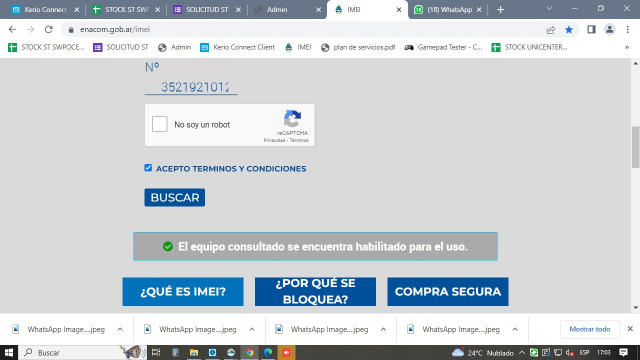 Kerio Connect
STOCK ST SWP
SOLICITUD ST
Admin
IMEI
(18) WhatsApp
enacom.gob.ar/imei
STOCK ST SWPOCE...
SOLICITUD ST
Admin
Kerio Connect Client
IMEI
plan de servicios.pdf
Gamepad Tester - C...
STOCK UNICENTER...
Nº
3521921012
No soy un robot
reCAPTCHA
Privacidad • Términos
ACEPTO TERMINOS Y CONDICIONES
BUSCAR
El equipo consultado se encuentra habilitado para el uso.
¿QUÉ ES IMEI?
¿POR QUÉ SE
BLOQUEA?
COMPRA SEGURA
WhatsApp Image....jpeg
WhatsApp Image....jpeg
WhatsApp Image....jpeg
WhatsApp Image....jpeg
Mostrar todo
Buscar
24°C Nublado
ESP
17:03